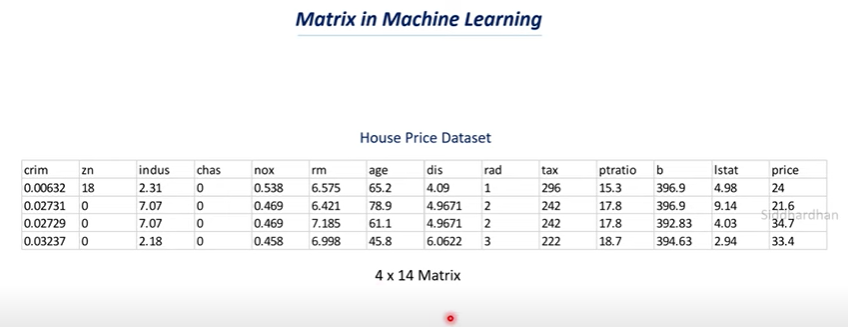 Matrix in Machine Learning
House Price Dataset
crim zn indus chas nox rm age dis rad tax ptratio b lstat price
0.00632 18 2.31 0 0.538 6.575 65.2 4.09 1 296 15.3 396.9 4.98 24
0.02731 0 7.07 0 0.469 6.421 78.9 4.9671 2 242 17.8 396.9 9.14 21.6
Siddhardhan
0.02729 0 7.07 0 0.469 7.185 61.1 4.9671 2 242 17.8 392.83 4.03 34.7
0.03237 0 2.18 0 0.458 6.998 45.8 6.0622 3 222 18.7 394.63 2.94 33.4
4 x 14 Matrix